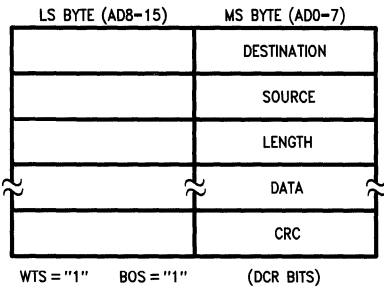 LS BYTE (AD8-15) MS BYTE (AD0-7)
DESTINATION
SOURCE
LENGTH
DATA
CRC
WTS = "1" BOS = "1" (DCR BITS)